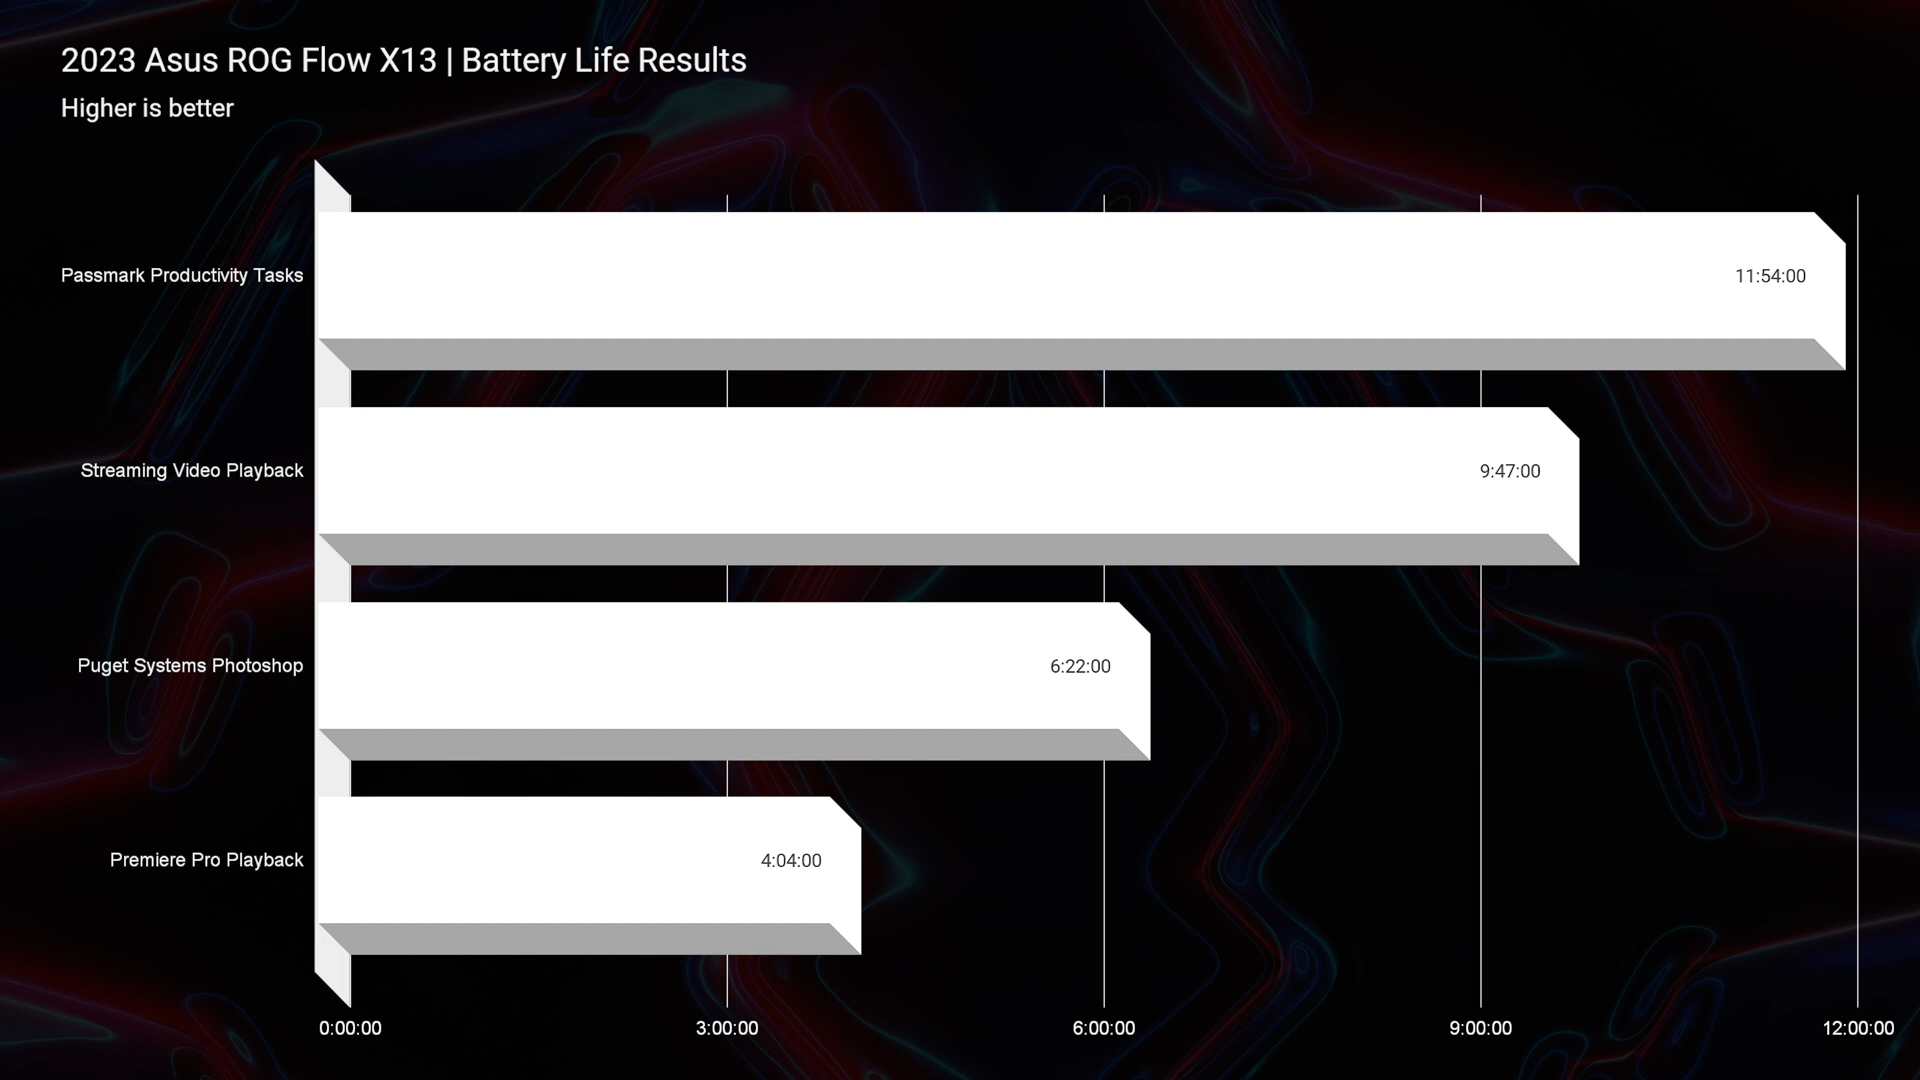 2023 Asus ROG Flow X13 | Battery Life Results
Higher is better
Passmark Productivity Tasks 11:54:00
Streaming Video Playback 9:47:00
Puget Systems Photoshop 6:22:00
Premiere Pro Playback 4:04:00
0:00:00 3:00:00 6:00:00 9:00:00 12:00:00